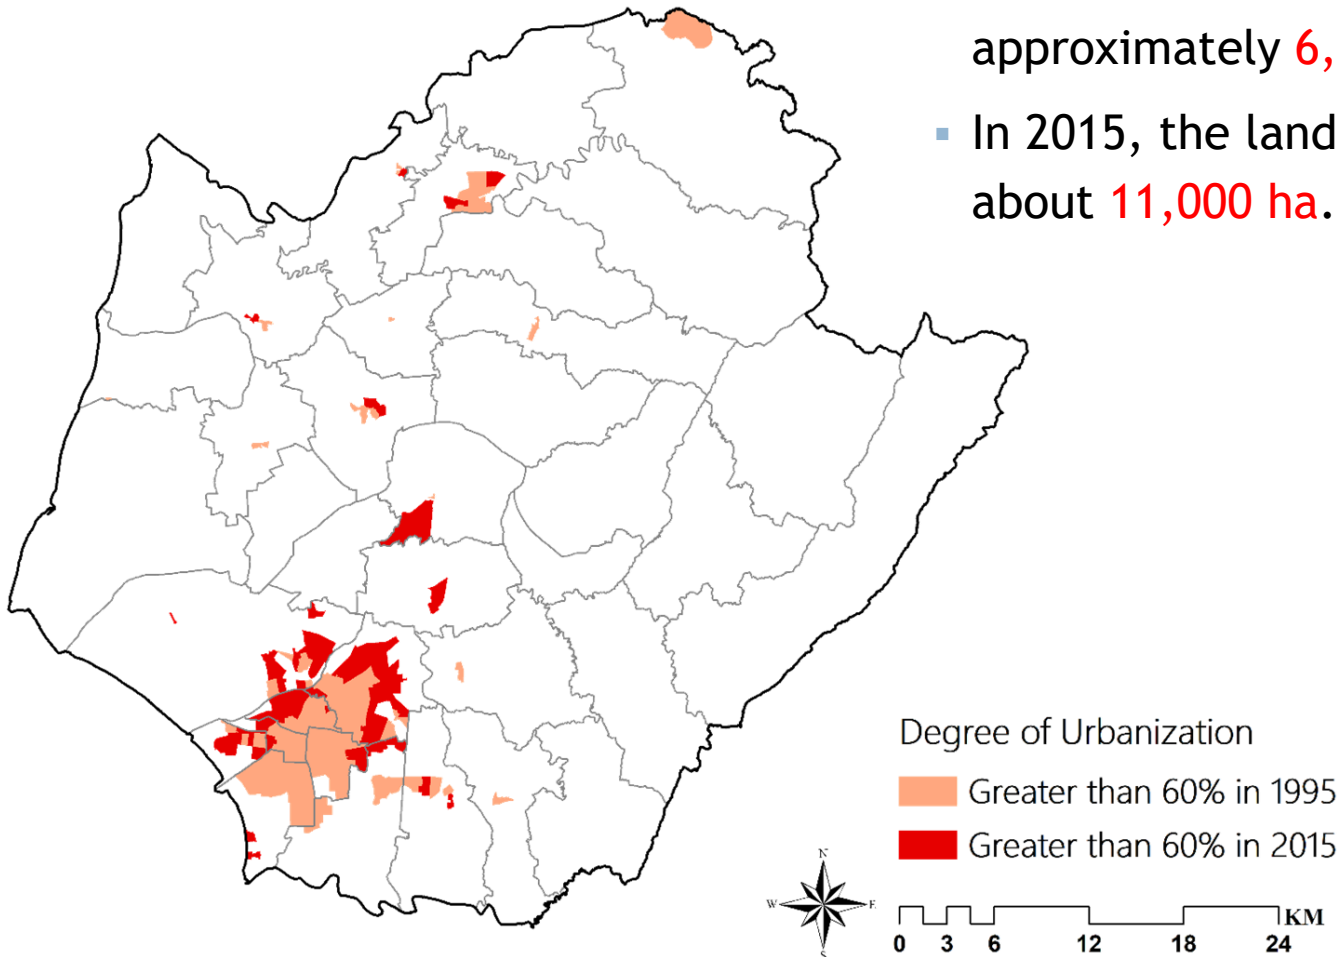 approximately 6,
▪ In 2015, the land
about 11,000 ha.
Degree of Urbanization
Greater than 60% in 1995
Greater than 60% in 2015
N
W E
S
KM
0 3 6 12 18 24